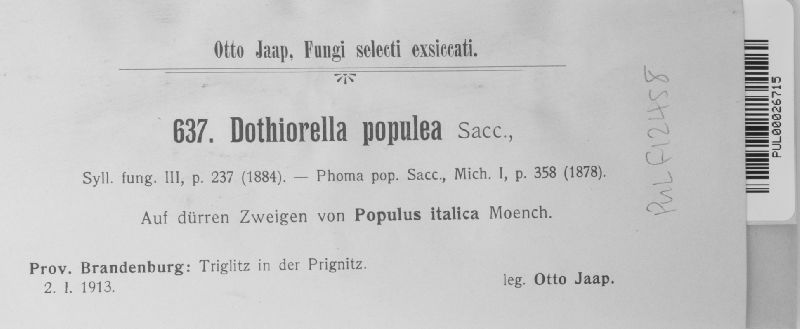 Otto Jaap, Fungi selecti exsiccati.
637. Dothiorella populea Sacc.,
Syll. fung. III, p. 237 (1884). — Phoma pop. Sacc., Mich. I, p. 358 (1878).
Auf dürren Zweigen von Populus italica Moench.
Prov. Brandenburg: Triglitz in der Prignitz.
2. I. 1913.
leg. Otto Jaap.
PUL F12458
PUL00026715